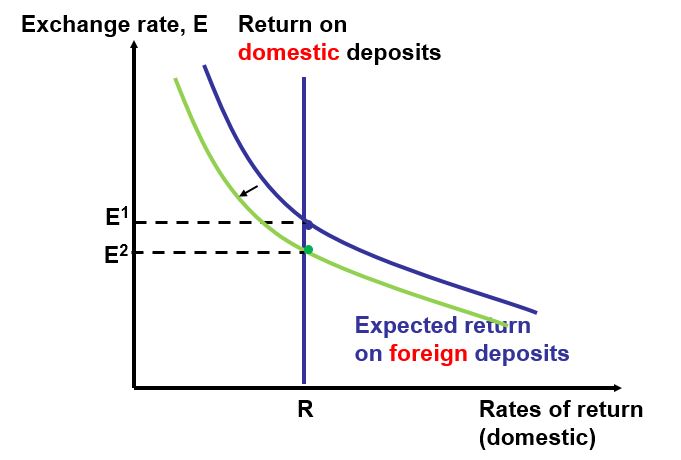 Exchange rate, E
Return on
domestic deposits
E¹
E²
Expected return
on foreign deposits
R
Rates of return
(domestic)